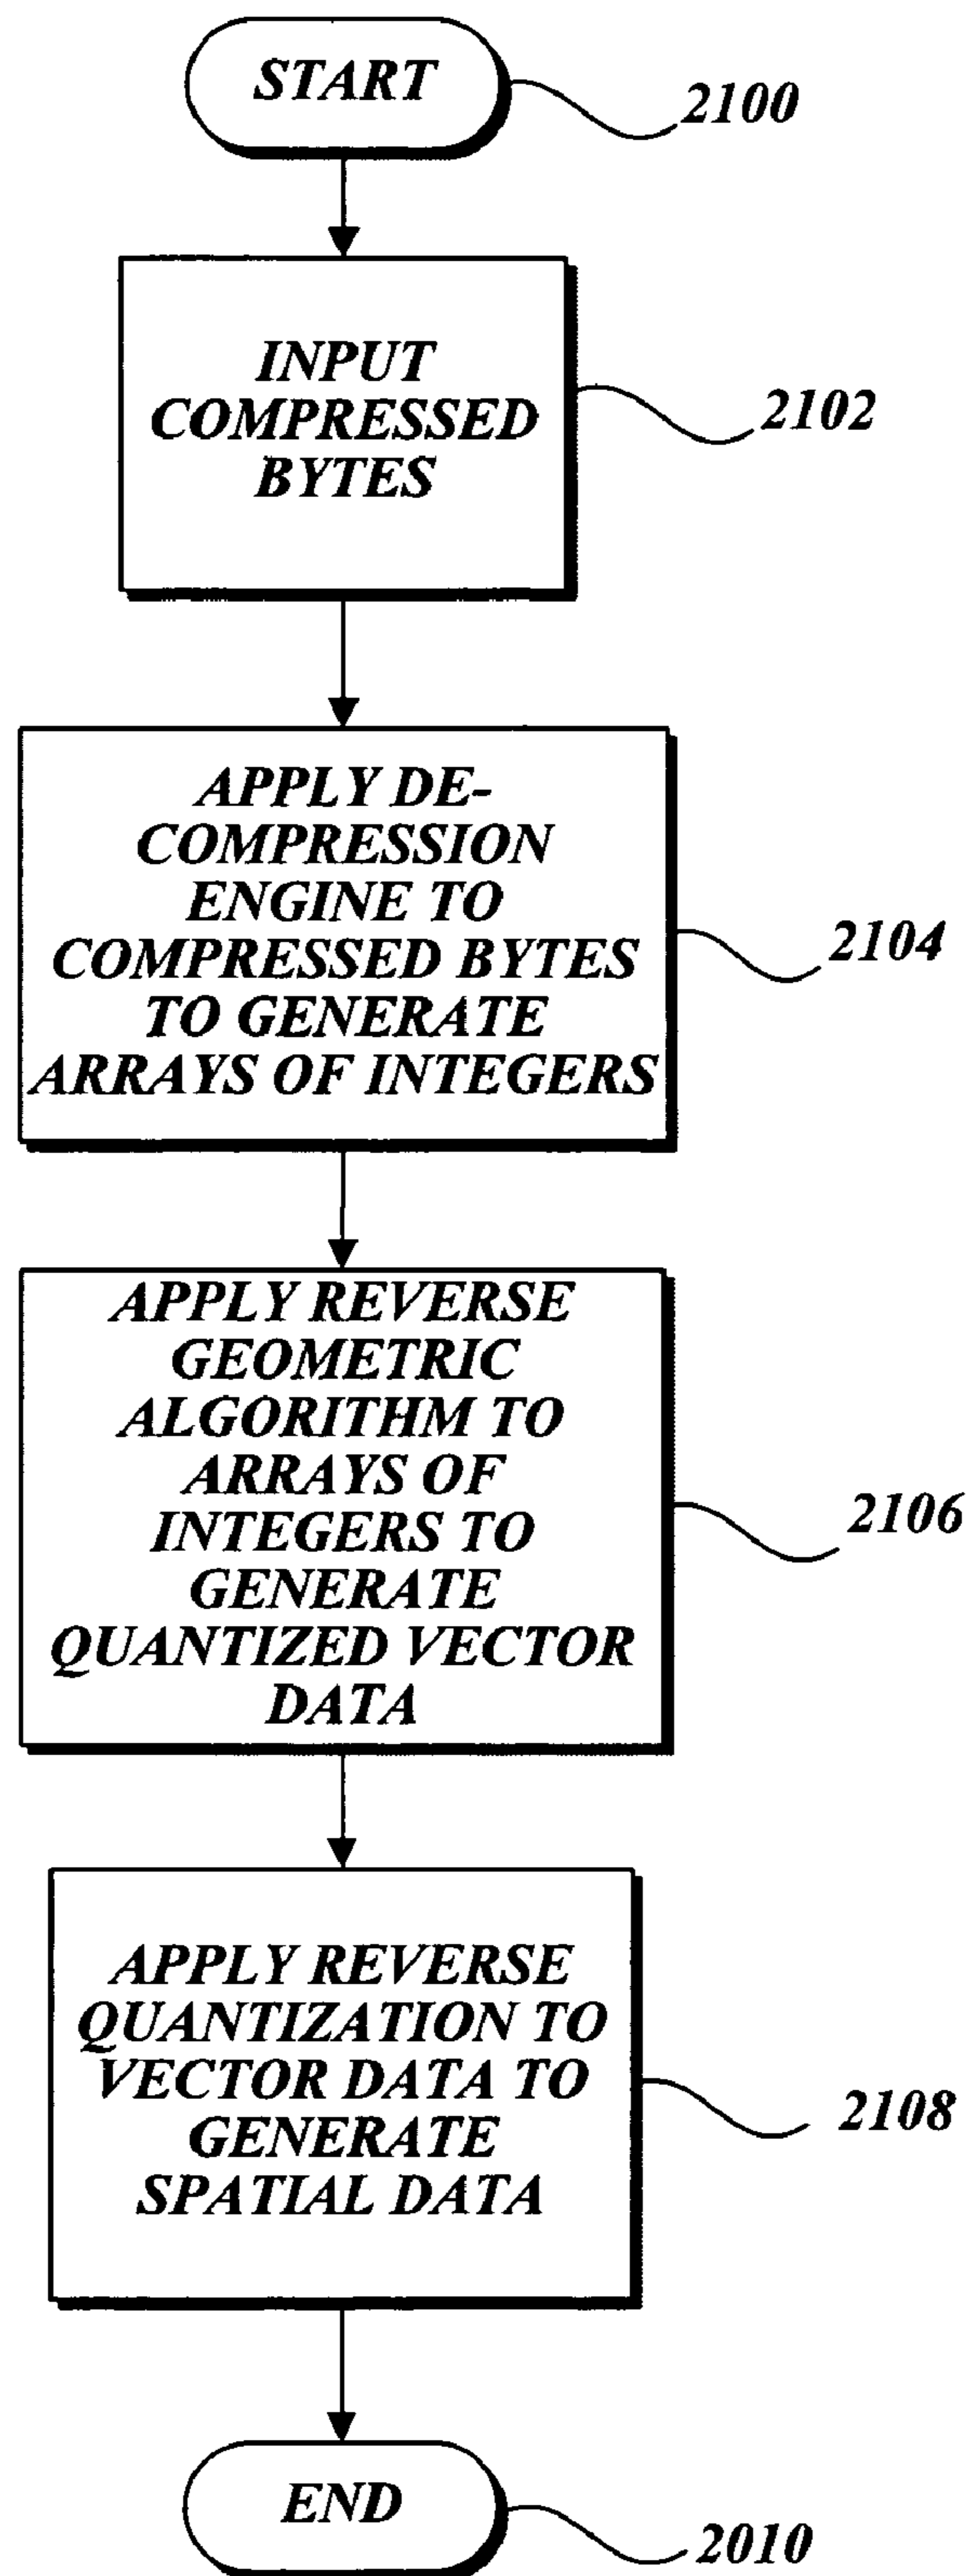 START
2100
INPUT
COMPRESSED
BYTES
2102
APPLY DE-
COMPRESSION
ENGINE TO
COMPRESSED BYTES
TO GENERATE
ARRAYS OF INTEGERS
2104
APPLY REVERSE
GEOMETRIC
ALGORITHM TO
ARRAYS OF
INTEGERS TO
GENERATE
QUANTIZED VECTOR
DATA
2106
APPLY REVERSE
QUANTIZATION TO
VECTOR DATA TO
GENERATE
SPATIAL DATA
2108
END
2010